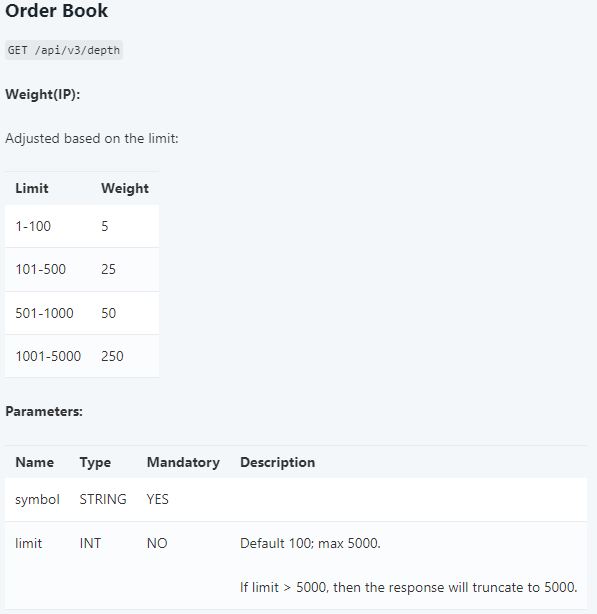 Order Book
GET /api/v3/depth
Weight(IP):
Adjusted based on the limit:
Limit Weight
1-100 5
101-500 25
501-1000 50
1001-5000 250
Parameters:
Name Type Mandatory Description
symbol STRING YES
limit INT NO Default 100; max 5000.
If limit > 5000, then the response will truncate to 5000.